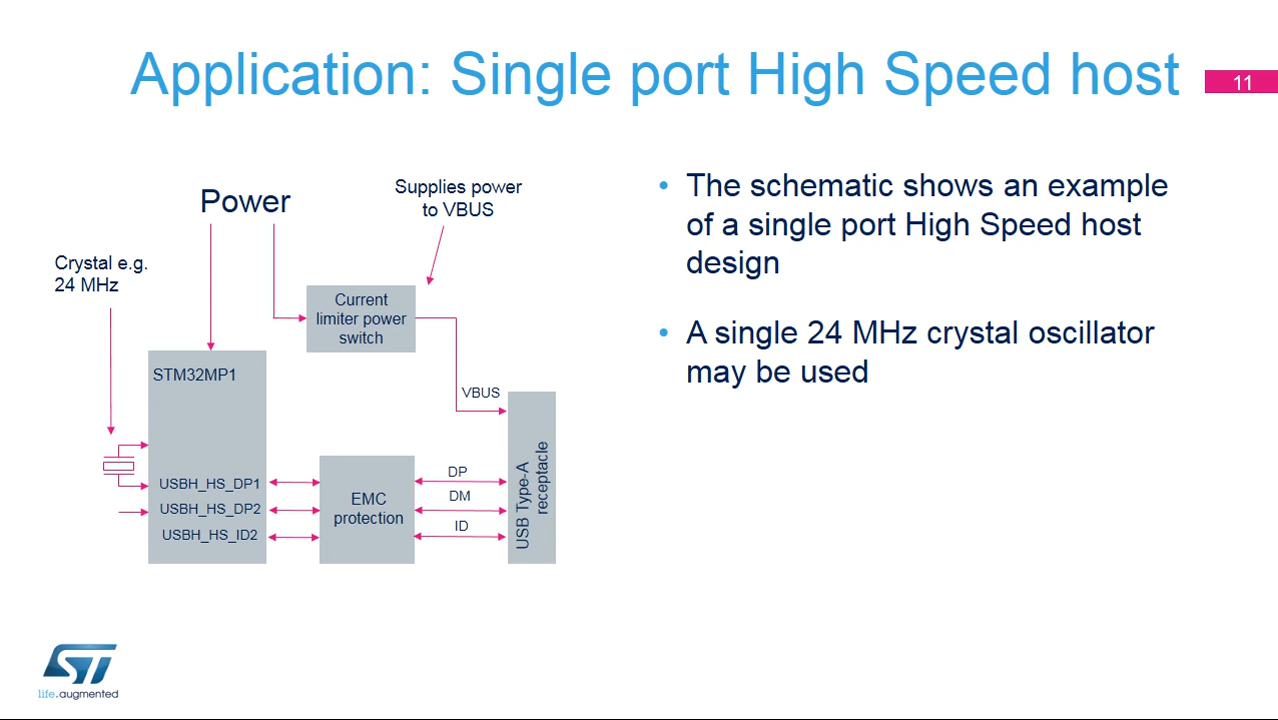 Application: Single port High Speed host
11
Power
Supplies power
to VBUS
Crystal e.g.
24 MHz
Current
limiter power
switch
STM32MP1
VBUS
USBH_HS_DP1
USBH_HS_DP2
USBH_HS_ID2
EMC
protection
DP
DM
ID
USB Type-A
receptacle
• The schematic shows an example
of a single port High Speed host
design
• A single 24 MHz crystal oscillator
may be used
ST
life.augmented